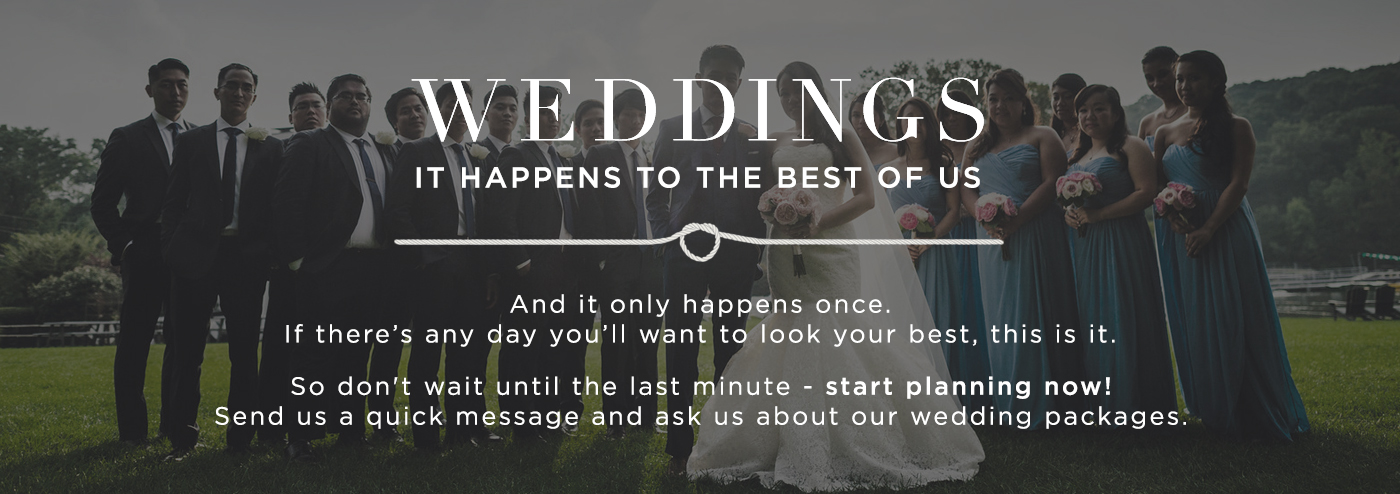 WEDDINGS
IT HAPPENS TO THE BEST OF US
And it only happens once.
If there’s any day you’ll want to look your best, this is it.
So don't wait until the last minute - start planning now!
Send us a quick message and ask us about our wedding packages.